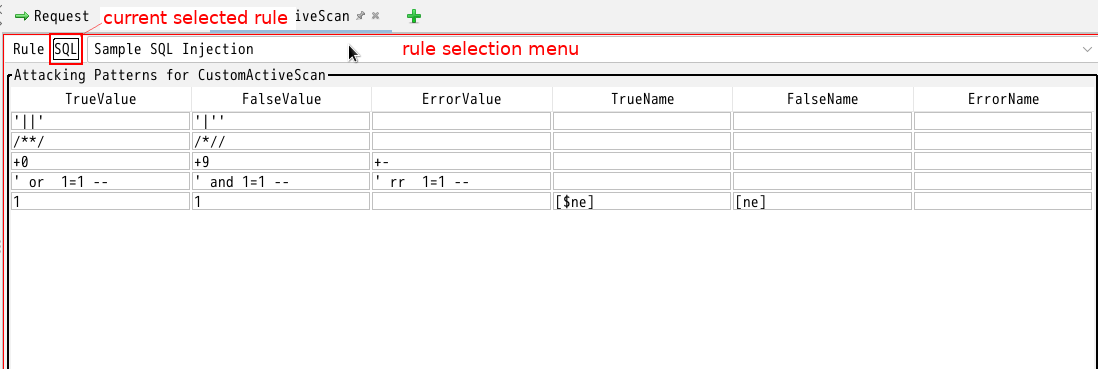 Request current selected rule iveScan
Rule SQL Sample SQL Injection rule selection menu
Attacking Patterns for CustomActiveScan
TrueValue FalseValue ErrorValue TrueName FalseName ErrorName
'||' '|''
/**/ /*//
+0 +9 +-
' or  1=1 -- ' and 1=1 -- ' rr  1=1 --
1 1 [$ne] [ne]